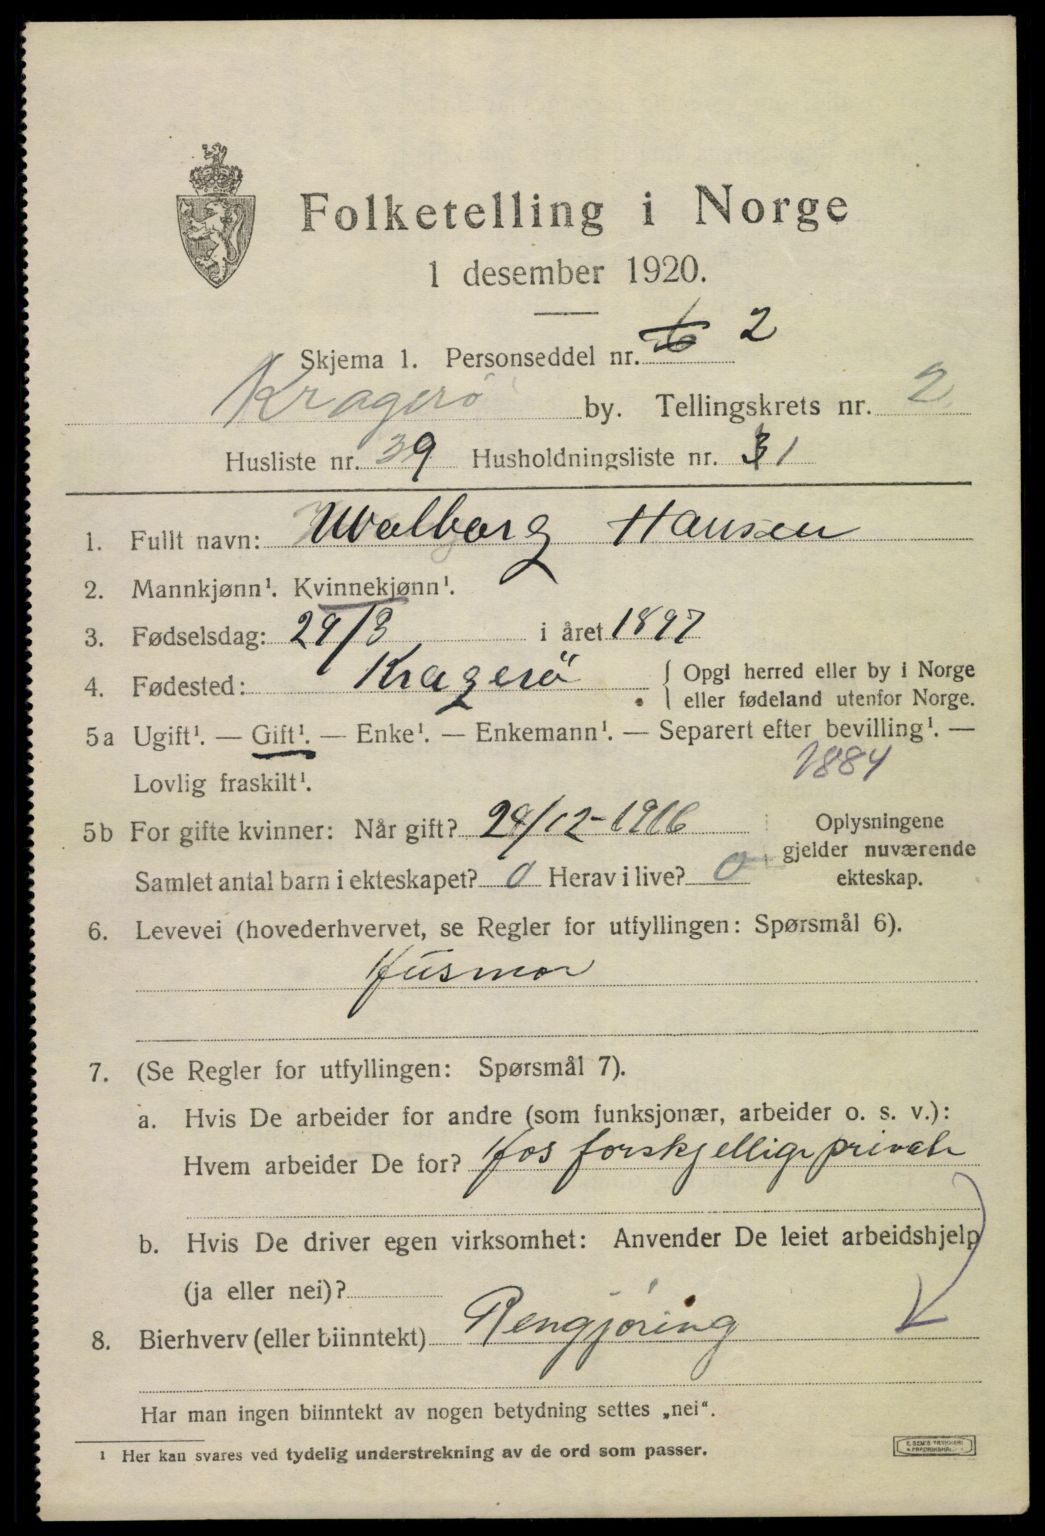 Folketelling i Norge
1 desember 1920.
Skjema 1. Personseddel nr. 2
Kragerö by. Tellingskrets nr. 2
Husliste nr. 39 Husholdningsliste nr. 1
1. Fullt navn: Walborg Hansen
2. Mannkjønn¹. Kvinnekjønn¹.
3. Fødselsdag: 29/3 i året 1897
4. Fødested: Kragerö { Opgi herred eller by i Norge
eller fødeland utenfor Norge.
5a Ugift¹. — Gift¹. — Enke¹. — Enkemann¹. — Separert efter bevilling¹. —
Lovlig fraskilt¹. 1884
5b For gifte kvinner: Når gift? 24/12-1916 Oplysningene
gjelder nuværende
Samlet antal barn i ekteskapet? 0 Herav i live? 0 ekteskap.
6. Levevei (hovederhvervet, se Regler for utfyllingen: Spørsmål 6).
Husmor
7. (Se Regler for utfyllingen: Spørsmål 7).
a. Hvis De arbeider for andre (som funksjonær, arbeider o. s. v.):
Hvem arbeider De for? Hos forskjellige private
b. Hvis De driver egen virksomhet: Anvender De leiet arbeidshjelp
(ja eller nei)?
8. Bierhverv (eller biinntekt) Rengjøring
Har man ingen biinntekt av nogen betydning settes „nei“.
¹ Her kan svares ved tydelig understrekning av de ord som passer.